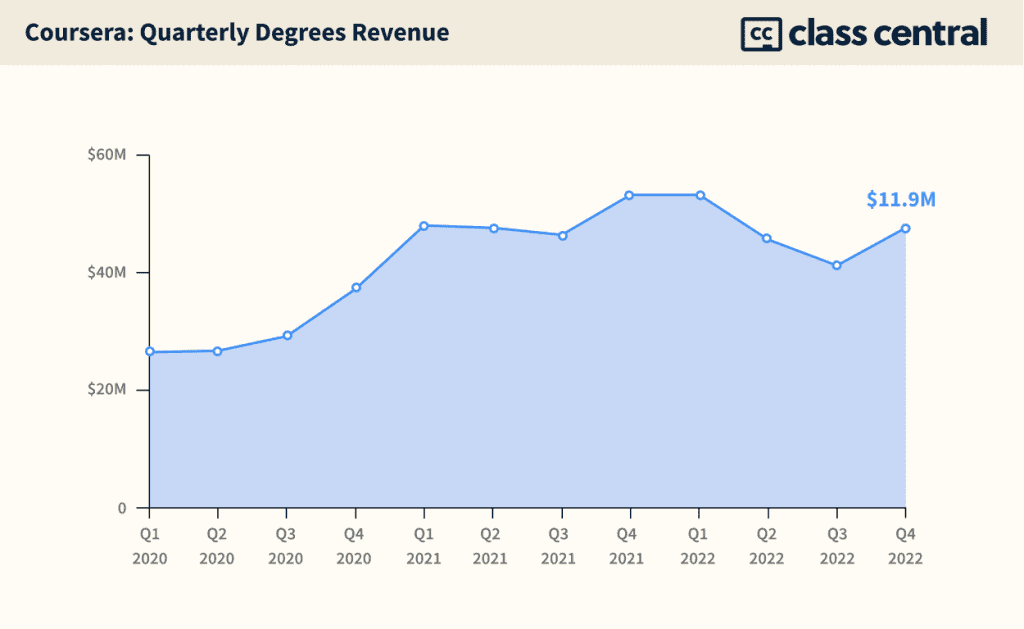 Coursera: Quarterly Degrees Revenue
cc class central
$60M
$11.9M
$40M
$20M
0
Q1 Q2 Q3 Q4 Q1 Q2 Q3 Q4 Q1 Q2 Q3 Q4
2020 2020 2020 2020 2021 2021 2021 2021 2022 2022 2022 2022